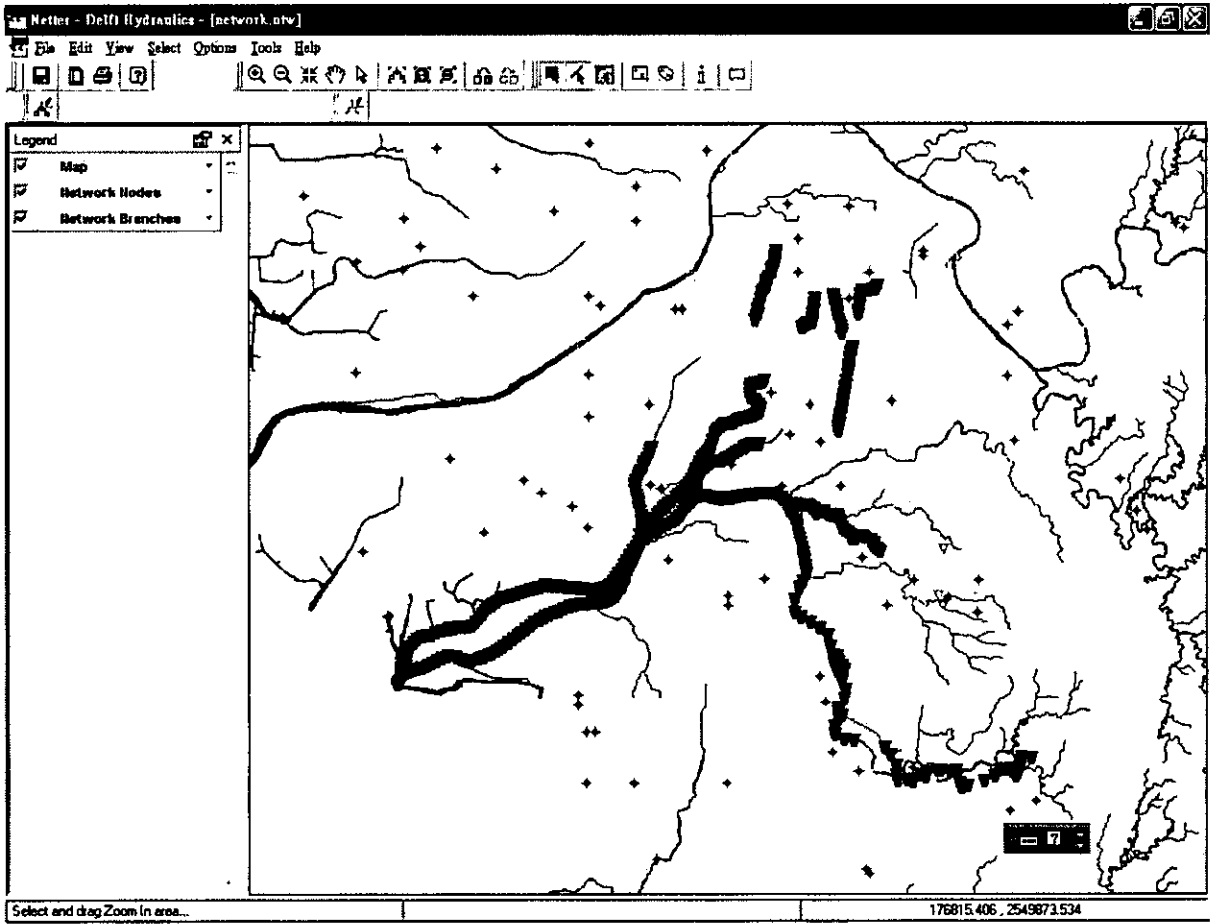 Netter - Delft Hydraulics - [network.ntw]
File Edit View Select Options Tools Help
Legend
Map
Network Nodes
Network Branches
Select and drag Zoom In area...
176815.406 , 2549873.534